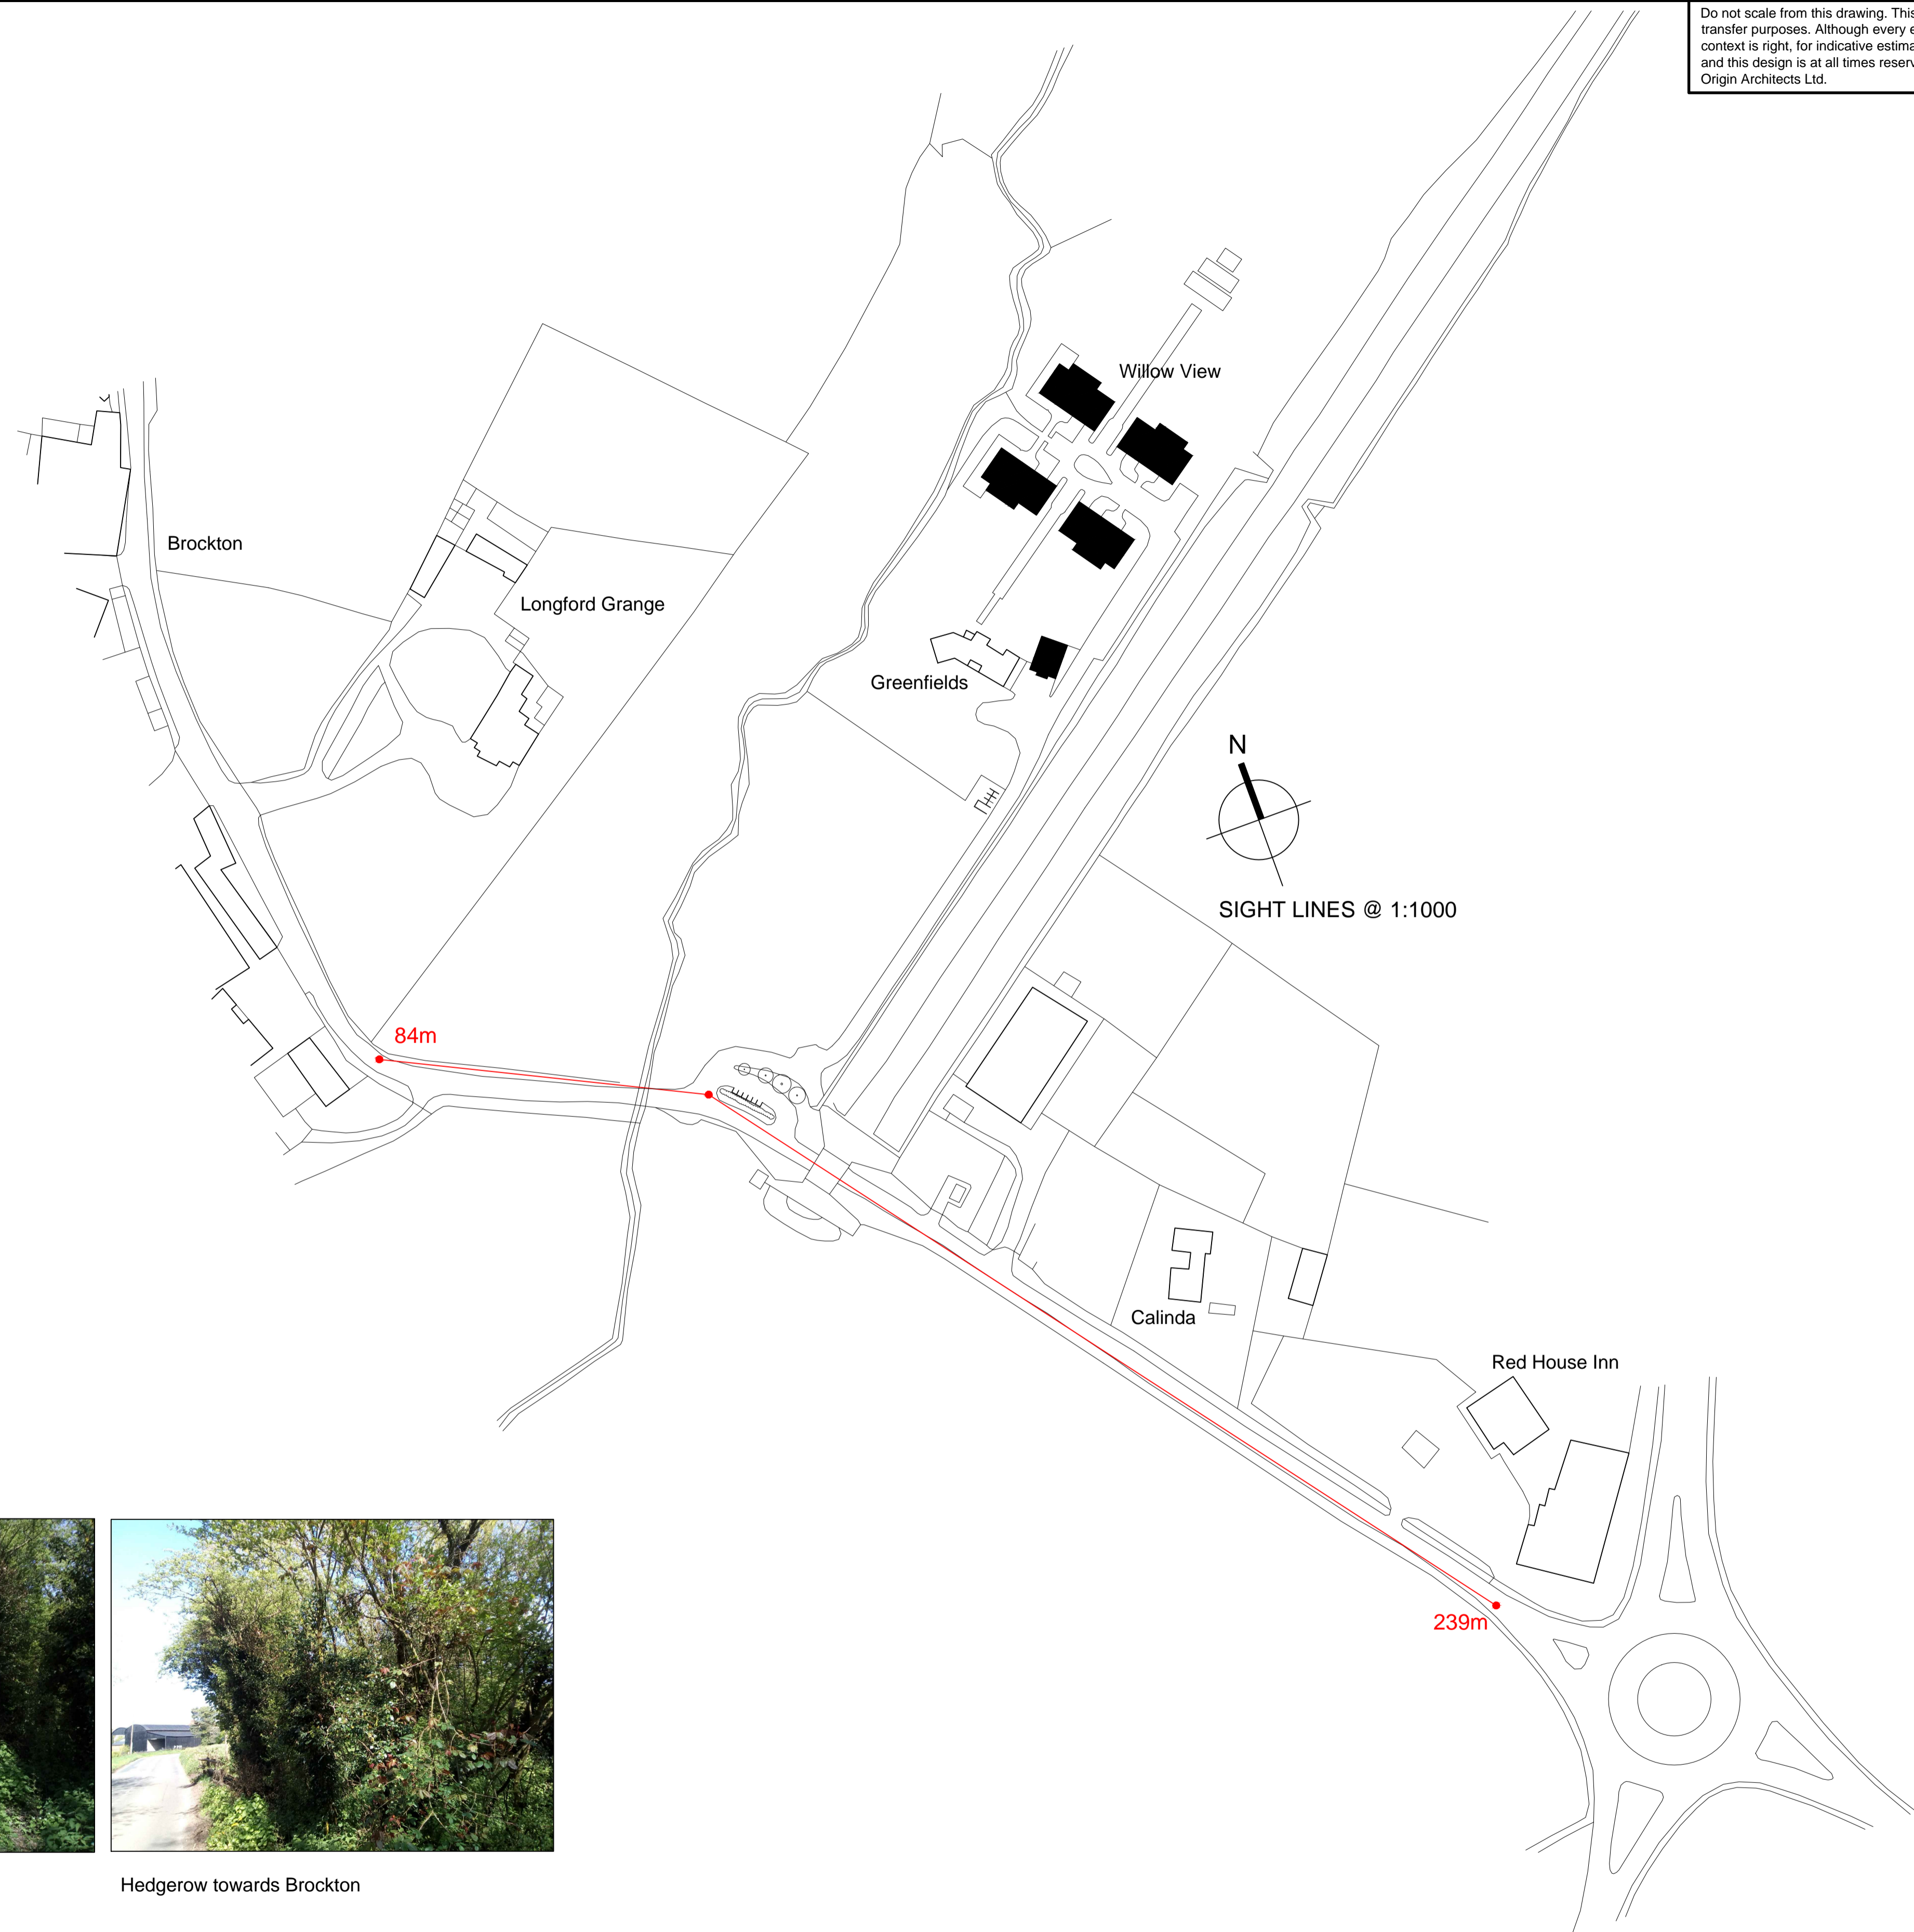 Do not scale from this drawing. This
transfer purposes. Although every
context is right, for indicative
and this design is at all times
Origin Architects Ltd.
Willow View
Brockton
Longford Grange
Greenfields
N
SIGHT LINES @ 1:1000
84m
Calinda
Red House Inn
239m
Hedgerow towards Brockton